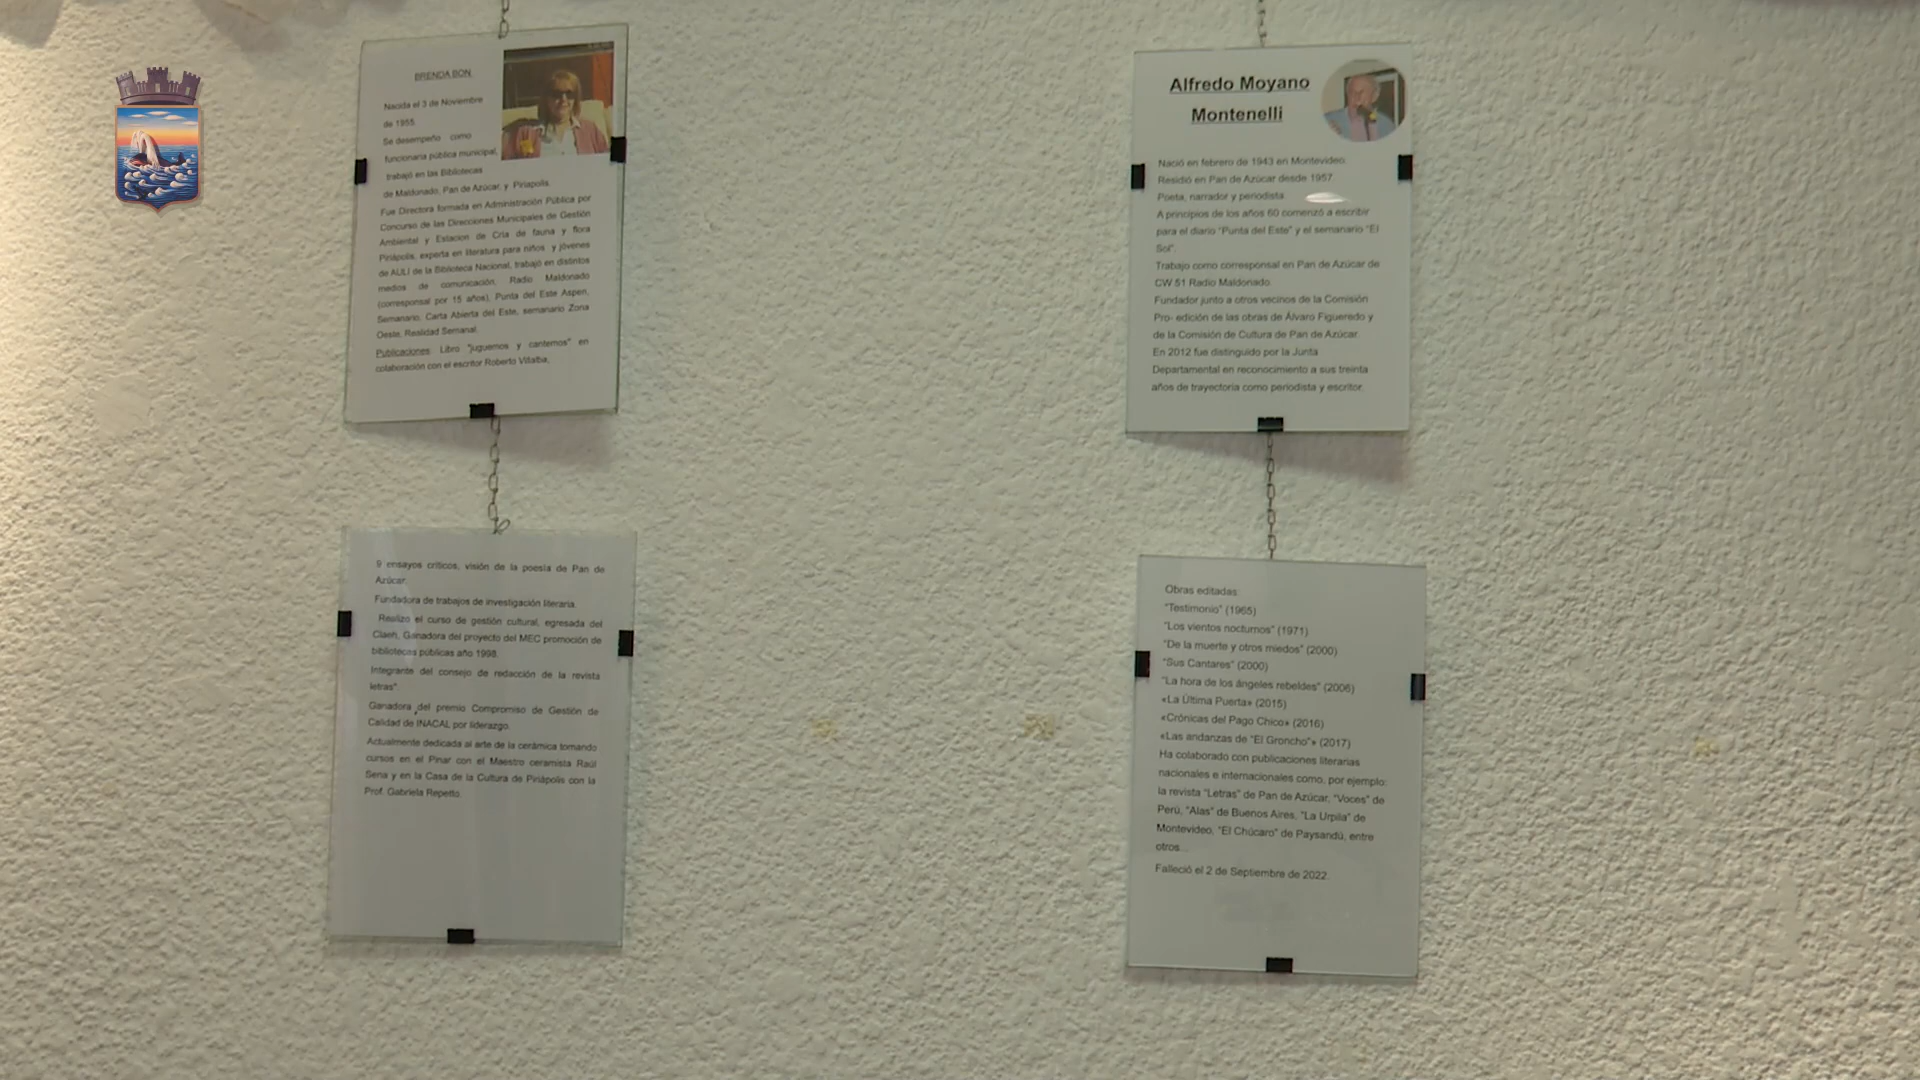 BRENDA BON
Nacida el 3 de Noviembre
de 1955.
Se desempeño como
funcionaria pública municipal,
trabajó en las Bibliotecas
de Maldonado, Pan de Azúcar, y Piriapolis.
Fue Directora formada en Administración Pública por
Concurso de las Direcciones Municipales de Gestión
Ambiental y Estacion de Cria de fauna y flora
Piriápolis, experta en literatura para niños y jóvenes
de AULI de la Biblioteca Nacional, trabajó en distintos
medios de comunicación, Radio Maldonado
(corresponsal por 15 años), Punta del Este Aspen,
Semanario, Carta Abierta del Este, semanario Zona
Oeste, Realidad Semanal.
Publicaciones: Libro "juguemos y cantemos" en
colaboración con el escritor Roberto Villalba,
9 ensayos críticos, visión de la poesía de Pan de
Azúcar.
Fundadora de trabajos de investigación literaria.
Realizo el curso de gestión cultural, egresada del
Claeh, Ganadora del proyecto del MEC promoción de
bibliotecas públicas año 1998.
Integrante del consejo de redacción de la revista
letras".
Ganadora del premio Compromiso de Gestión de
Calidad de INACAL por liderazgo.
Actualmente dedicada al arte de la cerámica tomando
cursos en el Pinar con el Maestro ceramista Raúl
Sena y en la Casa de la Cultura de Piriápolis con la
Prof. Gabriela Repetto.
Alfredo Moyano
Montenelli
Nació en febrero de 1943 en Montevideo.
Residió en Pan de Azúcar desde 1957.
Poeta, narrador y periodista.
A principios de los años 60 comenzó a escribir
para el diario "Punta del Este" y el semanario "El
Sol".
Trabajo como corresponsal en Pan de Azúcar de
CW 51 Radio Maldonado.
Fundador junto a otros vecinos de la Comisión
Pro- edición de las obras de Álvaro Figueredo y
de la Comisión de Cultura de Pan de Azúcar.
En 2012 fue distinguido por la Junta
Departamental en reconocimiento a sus treinta
años de trayectoria como periodista y escritor.
Obras editadas:
"Testimonio" (1965)
"Los vientos nocturnos" (1971)
"De la muerte y otros miedos" (2000)
"Sus Cantares" (2000)
"La hora de los ángeles rebeldes" (2006)
«La Última Puerta» (2015)
«Crónicas del Pago Chico» (2016)
«Las andanzas de "El Groncho"» (2017)
Ha colaborado con publicaciones literarias
nacionales e internacionales como, por ejemplo:
la revista "Letras" de Pan de Azúcar, "Voces" de
Perú, "Alas" de Buenos Aires, "La Urpila" de
Montevideo, "El Chúcaro" de Paysandú, entre
otros...
Falleció el 2 de Septiembre de 2022.